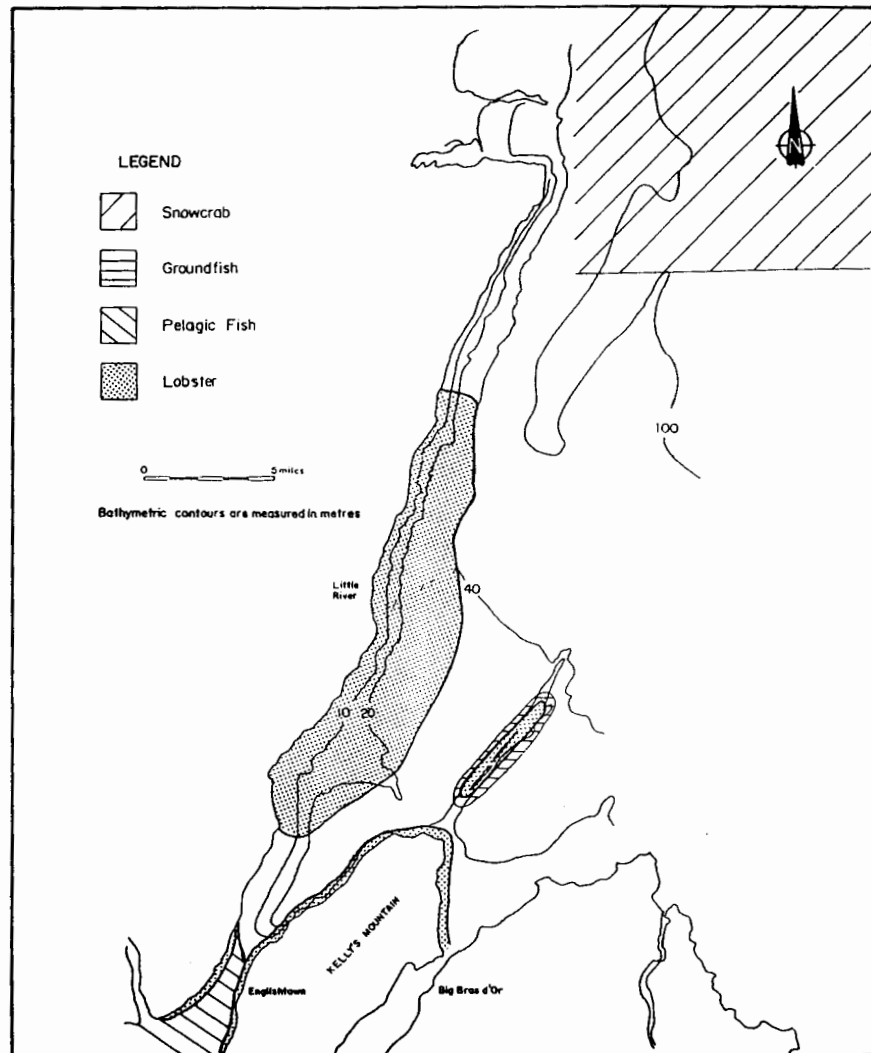 N
LEGEND
Snowcrab
Groundfish
Pelagic Fish
Lobster
0 5 miles
Bathymetric contours are measured in metres
100
Little
River
40
10 20
KELLY'S MOUNTAIN
Englishtown
Big Bras d'Or